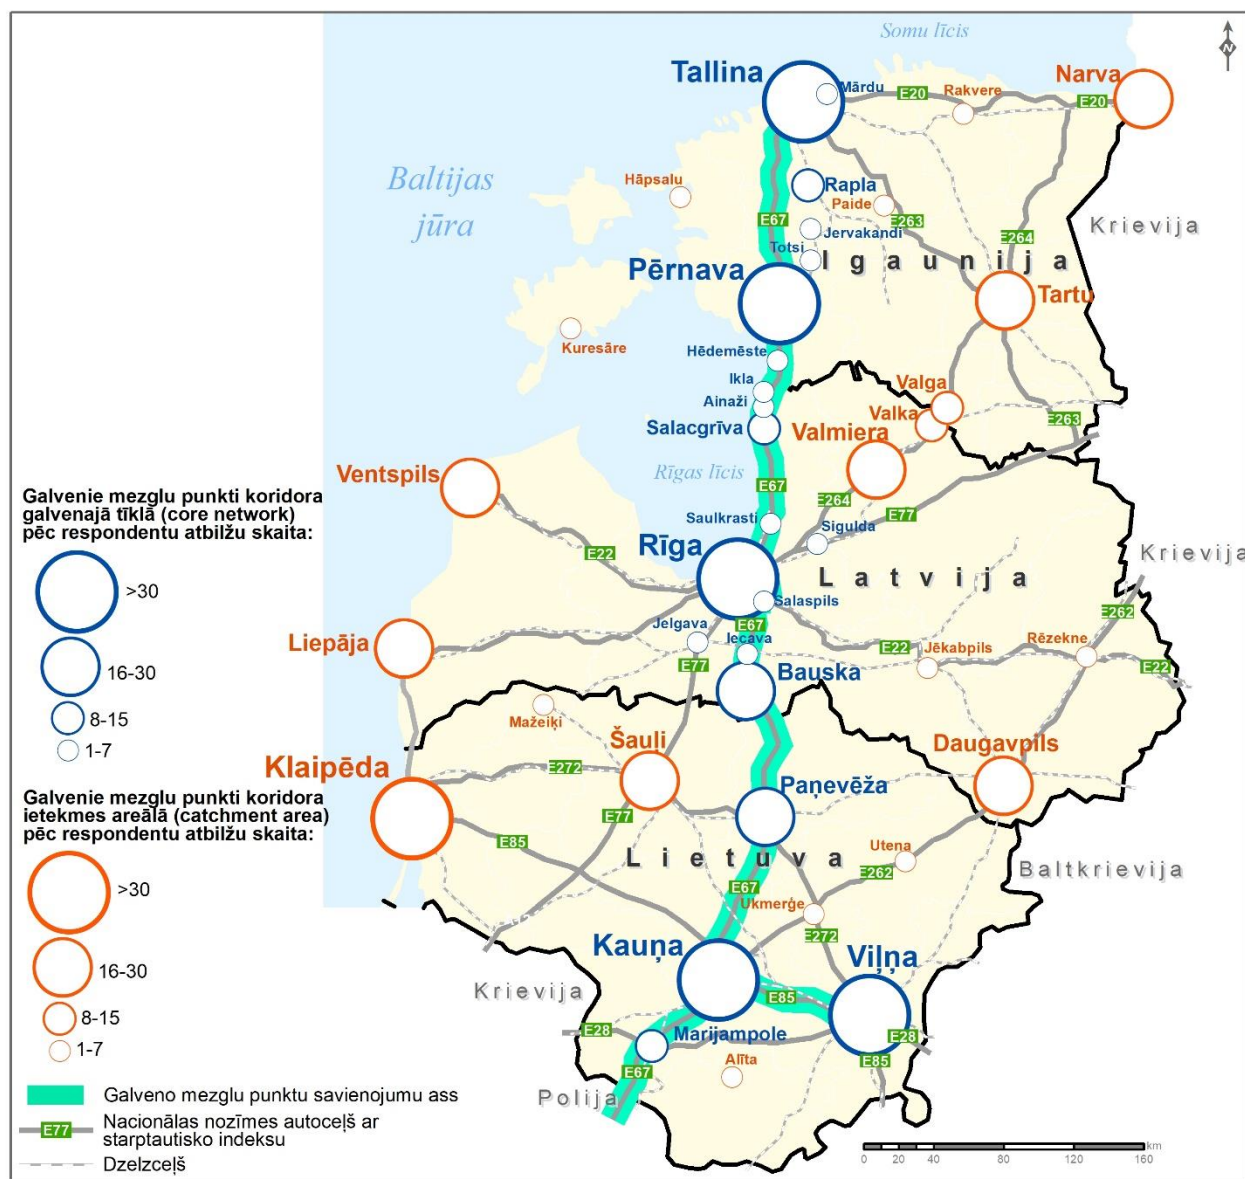 Somu līcis
N
Tallina
Mārdu
E20
Rakvere
Narva
E20
Baltijas
jūra
Hāpsalu
Rapla
Paide
E263
E67
Jervakandi
E264
Krievija
Totsi
Igaunija
Pērnava
Tartu
Kuresāre
Hēdemēste
Ikla
Valga
Ainaži
Valka
E263
Salacgrīva
Valmiera
Ventspils
Rīgas līcis
E67
E264
E77
Saulkrasti
Sigulda
E22
Rīga
Krievija
Latvija
Salaspils
E262
E67
Jelgava
Iecava
Rēzekne
Liepāja
E22
Jēkabpils
E22
E77
Bauska
Mažeiķi
Šauļi
Daugavpils
Klaipēda
E272
Paņevēža
E77
E85
Utena
Lietuva
E262
Baltkrievija
E67
Ukmerģe
E272
Kauņa
Viļņa
Krievija
E85
E28
Marijampole
E28
E85
Alīta
E67
Polija
Galvenie mezglu punkti koridora
galvenajā tīklā (core network)
pēc respondentu atbilžu skaita:
>30
16-30
8-15
1-7
Galvenie mezglu punkti koridora
ietekmes areālā (catchment area)
pēc respondentu atbilžu skaita:
>30
16-30
8-15
1-7
Galveno mezglu punktu savienojumu ass
E77
Nacionālas nozīmes autoceļš ar
starptautisko indeksu
Dzelzceļš
km
0 20 40 80 120 160